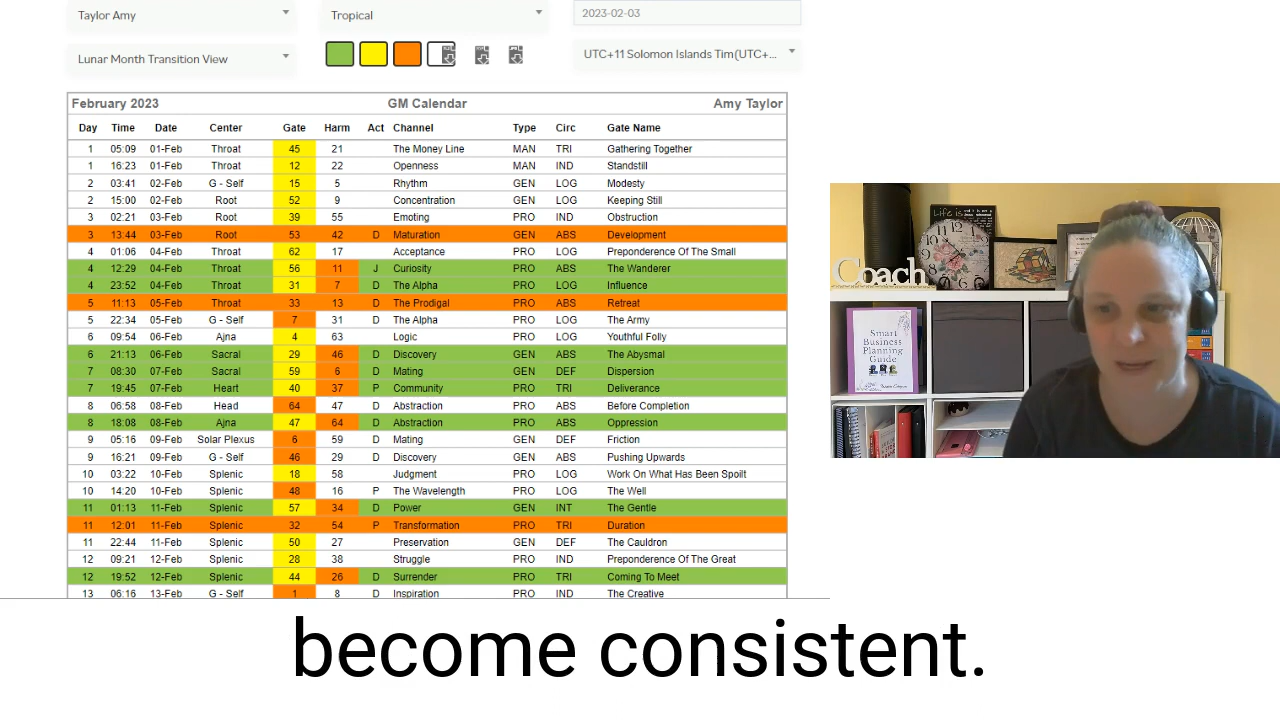 Taylor Amy
Tropical
2023-02-03
Lunar Month Transition View
UTC+11 Solomon Islands Tim(UTC+...
February 2023 GM Calendar Amy Taylor
Day Time Date Center Gate Harm Act Channel Type Circ Gate Name
1 05:09 01-Feb Throat 45 21 The Money Line MAN TRI Gathering Together
1 16:23 01-Feb Throat 12 22 Openness MAN IND Standstill
2 03:41 02-Feb G - Self 15 5 Rhythm GEN LOG Modesty
2 15:00 02-Feb Root 52 9 Concentration GEN LOG Keeping Still
3 02:21 03-Feb Root 39 55 Emoting PRO IND Obstruction
3 13:44 03-Feb Root 53 42 D Maturation GEN ABS Development
4 01:06 04-Feb Throat 62 17 Acceptance PRO LOG Preponderence Of The Small
4 12:29 04-Feb Throat 56 11 J Curiosity PRO ABS The Wanderer
4 23:52 04-Feb Throat 31 7 D The Alpha PRO LOG Influence
5 11:13 05-Feb Throat 33 13 D The Prodigal PRO ABS Retreat
5 22:34 05-Feb G - Self 7 31 D The Alpha PRO LOG The Army
6 09:54 06-Feb Ajna 4 63 Logic PRO LOG Youthful Folly
6 21:13 06-Feb Sacral 29 46 D Discovery GEN ABS The Abysmal
7 08:30 07-Feb Sacral 59 6 D Mating GEN DEF Dispersion
7 19:45 07-Feb Heart 40 37 P Community PRO TRI Deliverance
8 06:58 08-Feb Head 64 47 D Abstraction PRO ABS Before Completion
8 18:08 08-Feb Ajna 47 64 D Abstraction PRO ABS Oppression
9 05:16 09-Feb Solar Plexus 6 59 D Mating GEN DEF Friction
9 16:21 09-Feb G - Self 46 29 D Discovery GEN ABS Pushing Upwards
10 03:22 10-Feb Splenic 18 58 Judgment PRO LOG Work On What Has Been Spoilt
10 14:20 10-Feb Splenic 48 16 P The Wavelength PRO LOG The Well
11 01:13 11-Feb Splenic 57 34 D Power GEN INT The Gentle
11 12:01 11-Feb Splenic 32 54 P Transformation PRO TRI Duration
11 22:44 11-Feb Splenic 50 27 Preservation GEN DEF The Cauldron
12 09:21 12-Feb Splenic 28 38 Struggle PRO IND Preponderence Of The Great
12 19:52 12-Feb Splenic 44 26 D Surrender PRO TRI Coming To Meet
13 06:16 13-Feb G - Self 1 8 D Inspiration PRO IND The Creative
Life is
Coach
Smart
Business
Planning
Guide
become consistent.